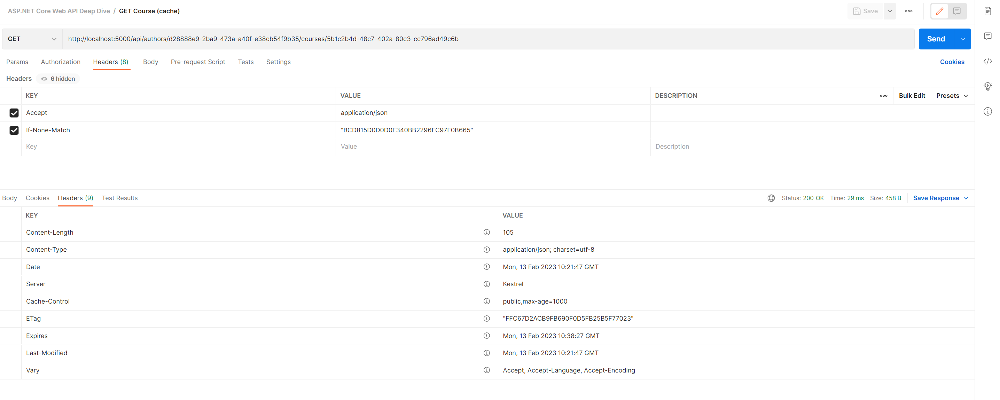 ASP.NET Core Web API Deep Dive / GET Course (cache)
Save
GET
http://localhost:5000/api/authors/d28888e9-2ba9-473a-a40f-e38cb54f9b35/courses/5b1c2b4d-48c7-402a-80c3-cc796ad49c6b
Send
Params Authorization Headers (8) Body Pre-request Script Tests Settings Cookies
Headers 6 hidden
KEY VALUE DESCRIPTION Bulk Edit Presets
Accept application/json
If-None-Match "BCD815D0D0D0F340BB2296FC97F0B665"
Key Value Description
Body Cookies Headers (9) Test Results Status: 200 OK Time: 29 ms Size: 458 B Save Response
KEY VALUE
Content-Length 105
Content-Type application/json; charset=utf-8
Date Mon, 13 Feb 2023 10:21:47 GMT
Server Kestrel
Cache-Control public,max-age=1000
ETag "FFC67D2ACB9FB690F0D5FB25B5F77023"
Expires Mon, 13 Feb 2023 10:38:27 GMT
Last-Modified Mon, 13 Feb 2023 10:21:47 GMT
Vary Accept, Accept-Language, Accept-Encoding